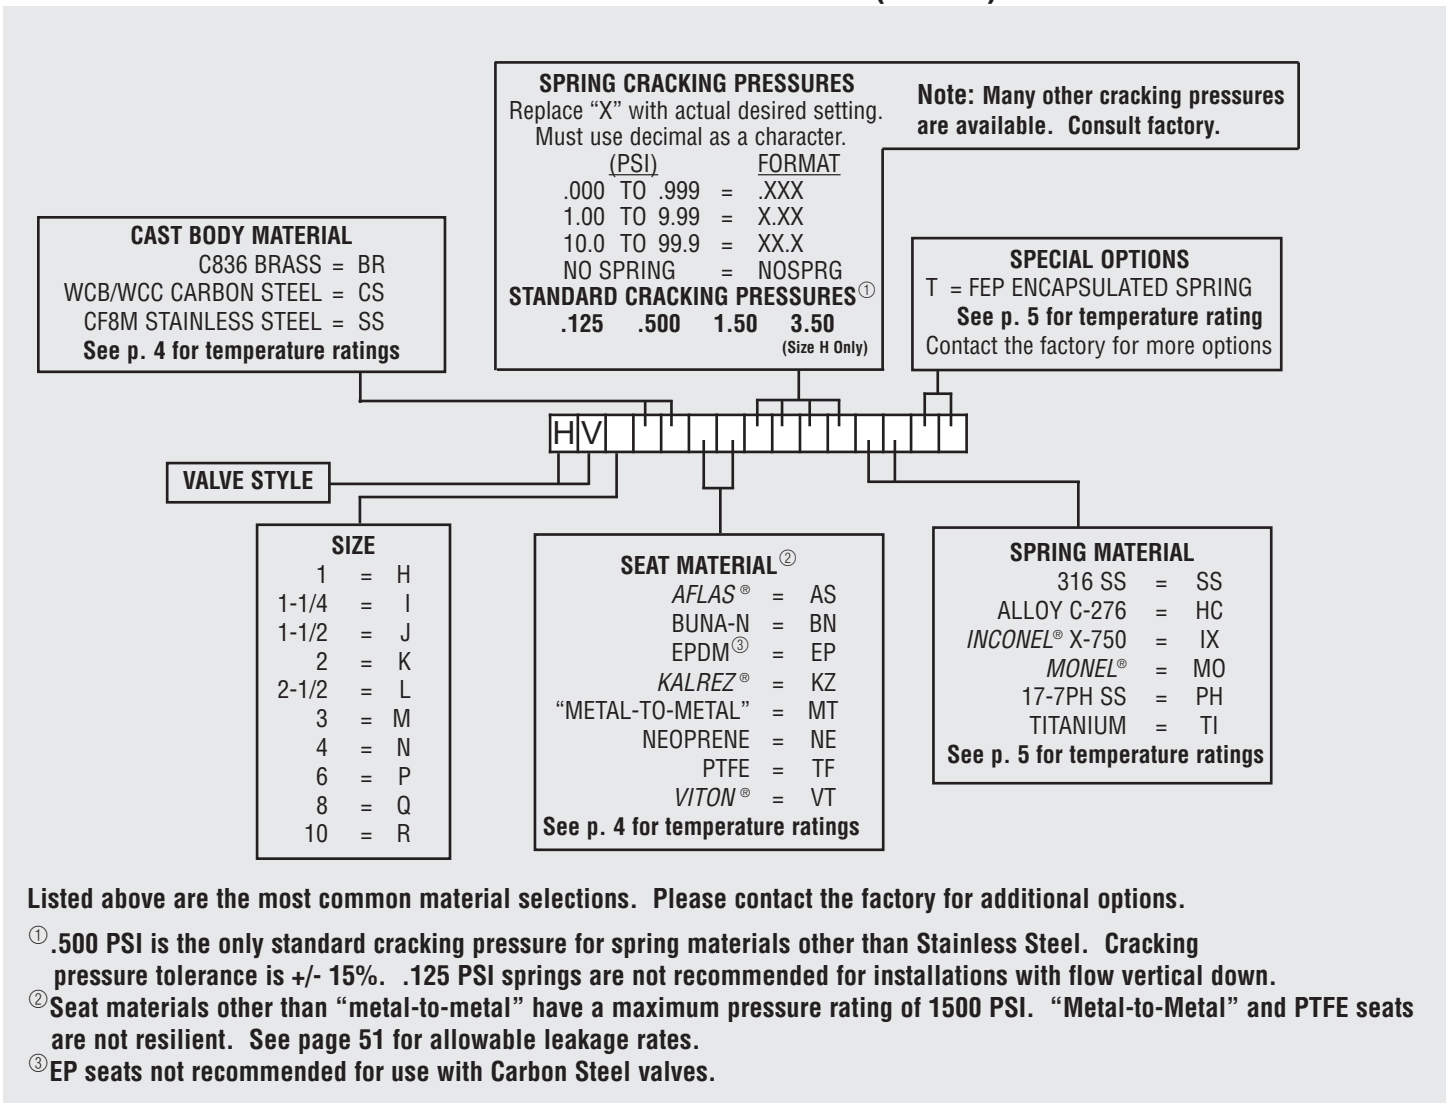 SPRING CRACKING PRESSURES
Replace “X” with actual desired setting.
Must use decimal as a character.
(PSI) FORMAT
.000 TO .999 = .XXX
1.00 TO 9.99 = X.XX
10.0 TO 99.9 = XX.X
NO SPRING = NOSPRG
STANDARD CRACKING PRESSURES①
.125 .500 1.50 3.50
(Size H Only)
Note: Many other cracking pressures
are available. Consult factory.
CAST BODY MATERIAL
C836 BRASS = BR
WCB/WCC CARBON STEEL = CS
CF8M STAINLESS STEEL = SS
See p. 4 for temperature ratings
SPECIAL OPTIONS
T = FEP ENCAPSULATED SPRING
See p. 5 for temperature rating
Contact the factory for more options
HV
VALVE STYLE
SIZE
1 = H
1-1/4 = I
1-1/2 = J
2 = K
2-1/2 = L
3 = M
4 = N
6 = P
8 = Q
10 = R
SEAT MATERIAL②
AFLAS® = AS
BUNA-N = BN
EPDM③ = EP
KALREZ® = KZ
“METAL-TO-METAL” = MT
NEOPRENE = NE
PTFE = TF
VITON® = VT
See p. 4 for temperature ratings
SPRING MATERIAL
316 SS = SS
ALLOY C-276 = HC
INCONEL® X-750 = IX
MONEL® = MO
17-7PH SS = PH
TITANIUM = TI
See p. 5 for temperature ratings
Listed above are the most common material selections. Please contact the factory for additional options.
①.500 PSI is the only standard cracking pressure for spring materials other than Stainless Steel. Cracking
pressure tolerance is +/- 15%. .125 PSI springs are not recommended for installations with flow vertical down.
②Seat materials other than “metal-to-metal” have a maximum pressure rating of 1500 PSI. “Metal-to-Metal” and PTFE seats
are not resilient. See page 51 for allowable leakage rates.
③EP seats not recommended for use with Carbon Steel valves.